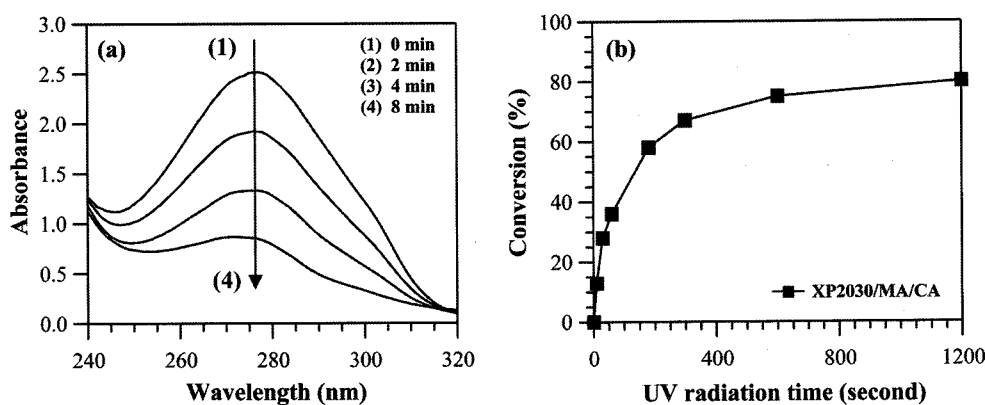 (a)
(1)
(1) 0 min
(2) 2 min
(3) 4 min
(4) 8 min
(4)
3.0
2.5
2.0
1.5
1.0
0.5
0.0
Absorbance
240 260 280 300 320
Wavelength (nm)
(b)
100
80
60
40
20
0
Conversion (%)
XP2030/MA/CA
0 400 800 1200
UV radiation time (second)